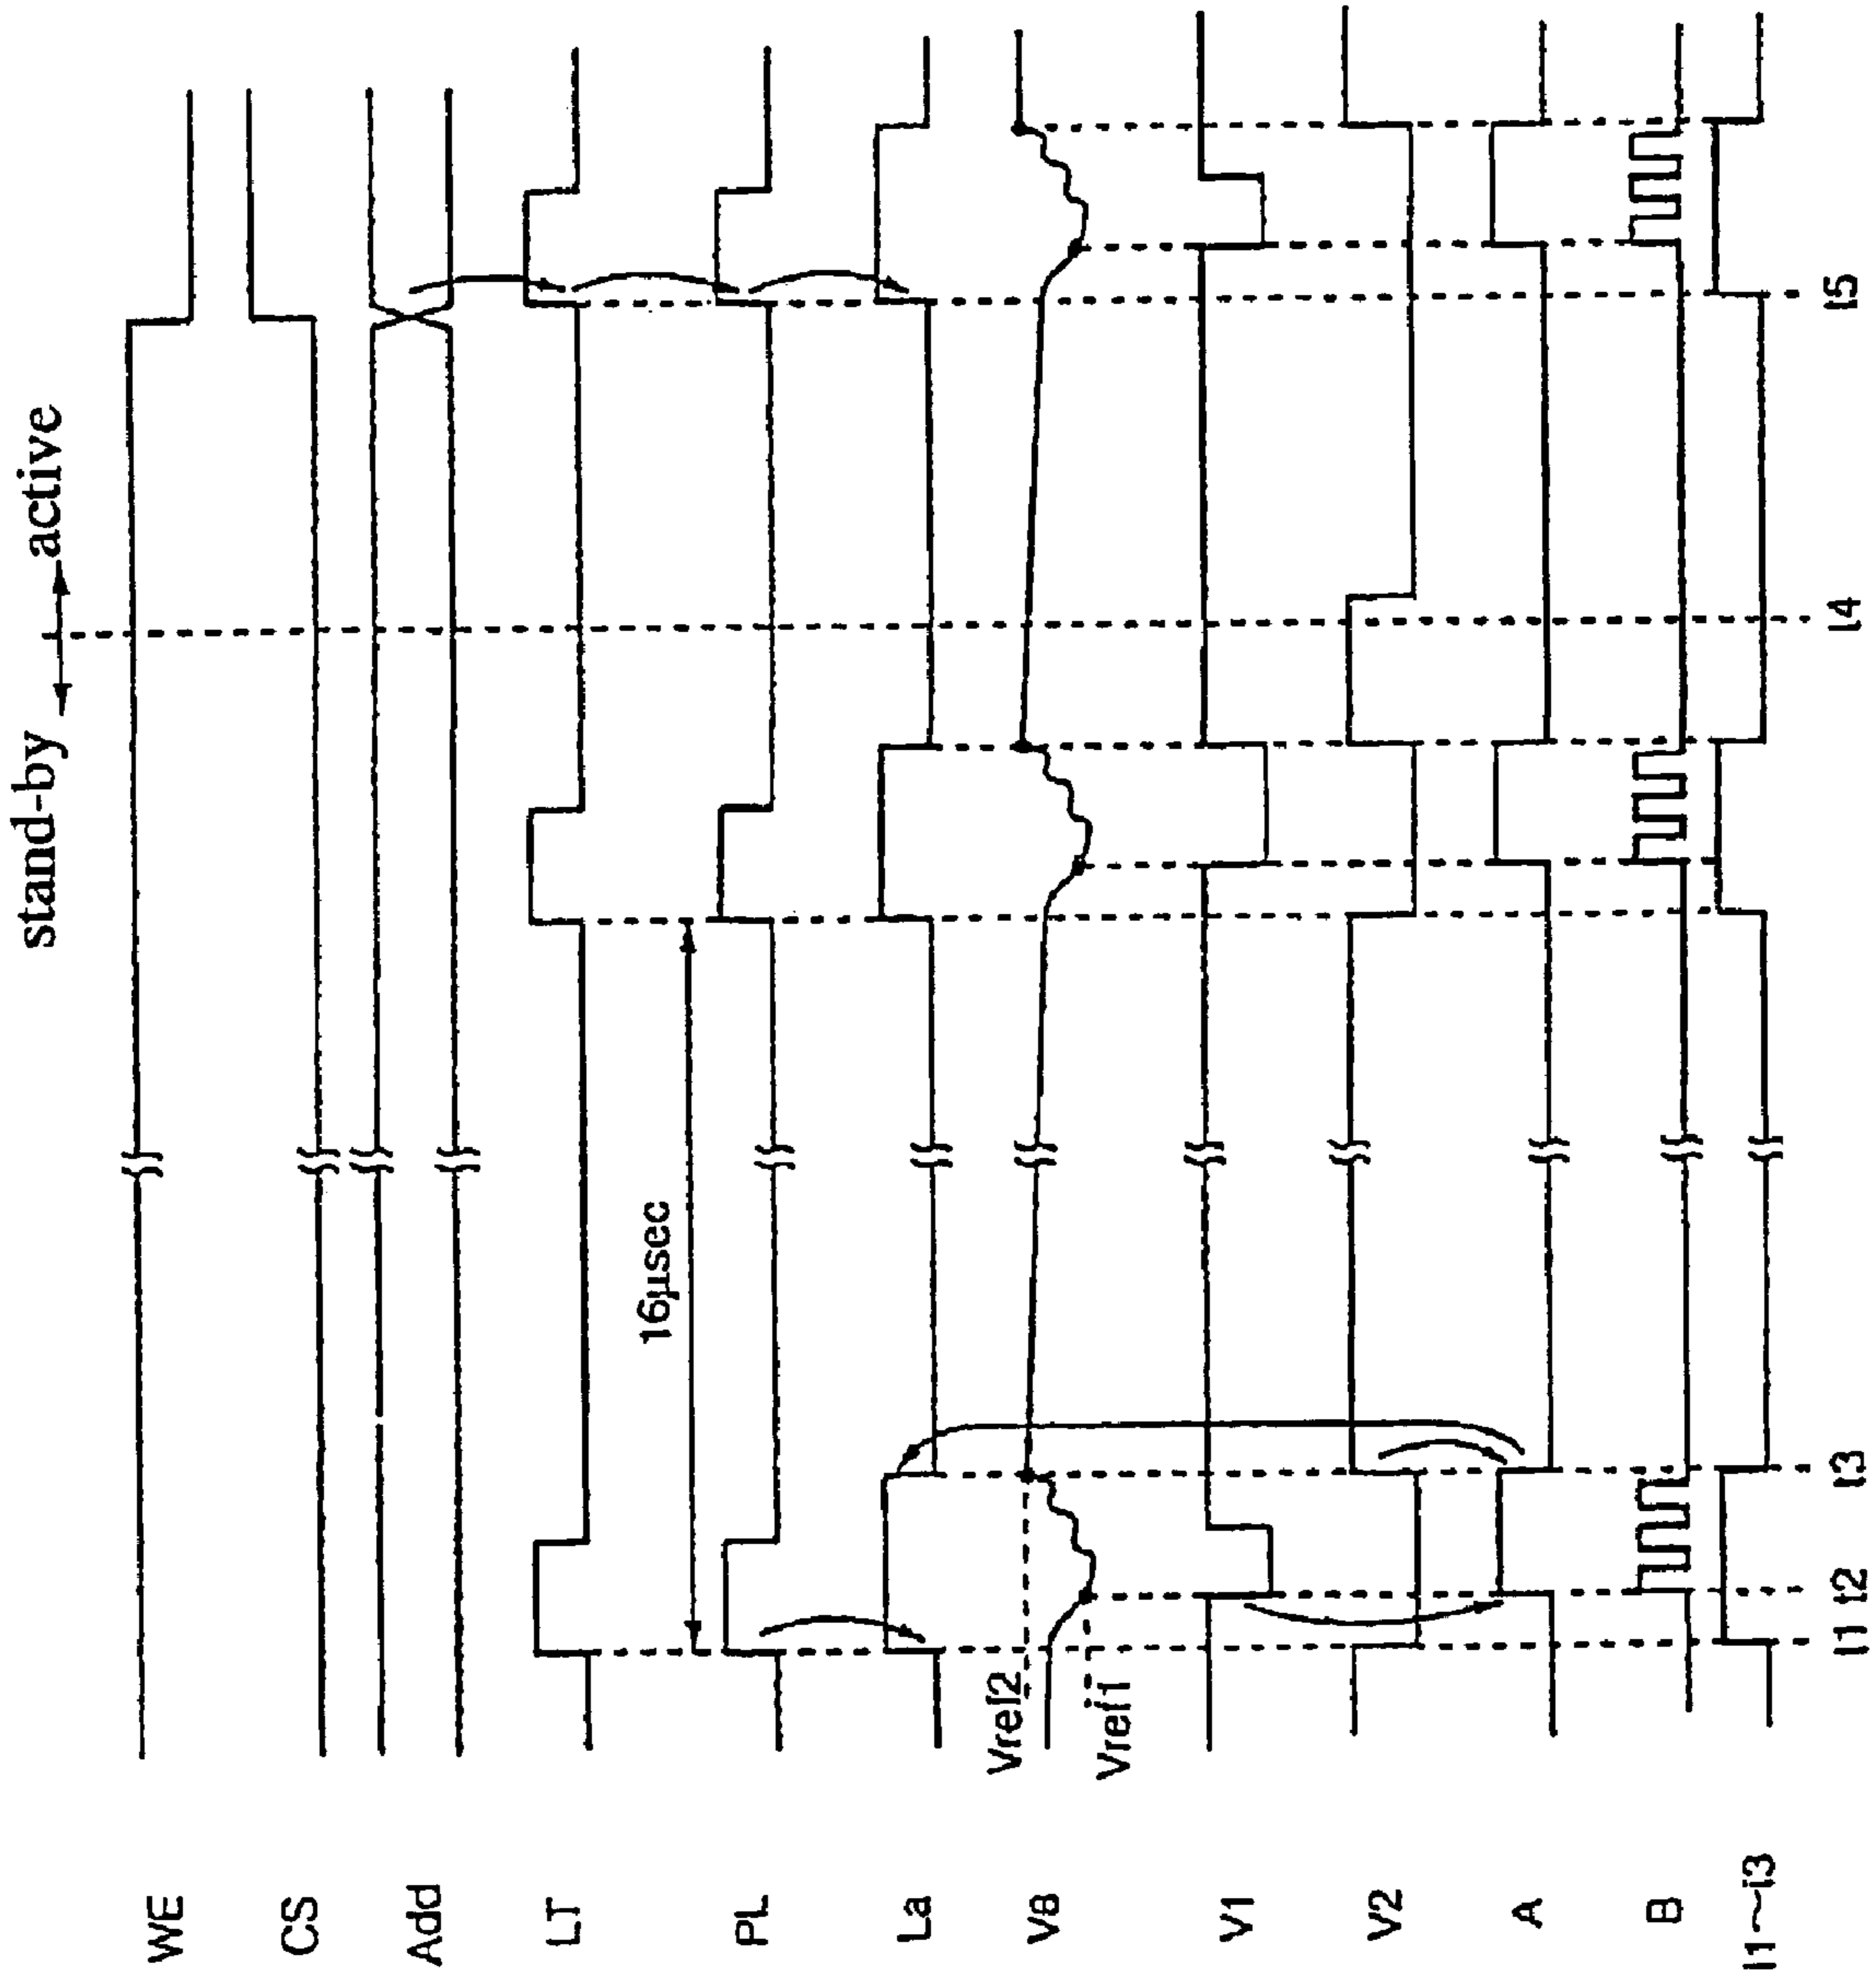 stand-by
active
WE
CS
Add
LT
16µsec
PL
La
Vref2
Va
Vref1
V1
V2
A
B
I1~I3
t1 t2 t3 t4 t5